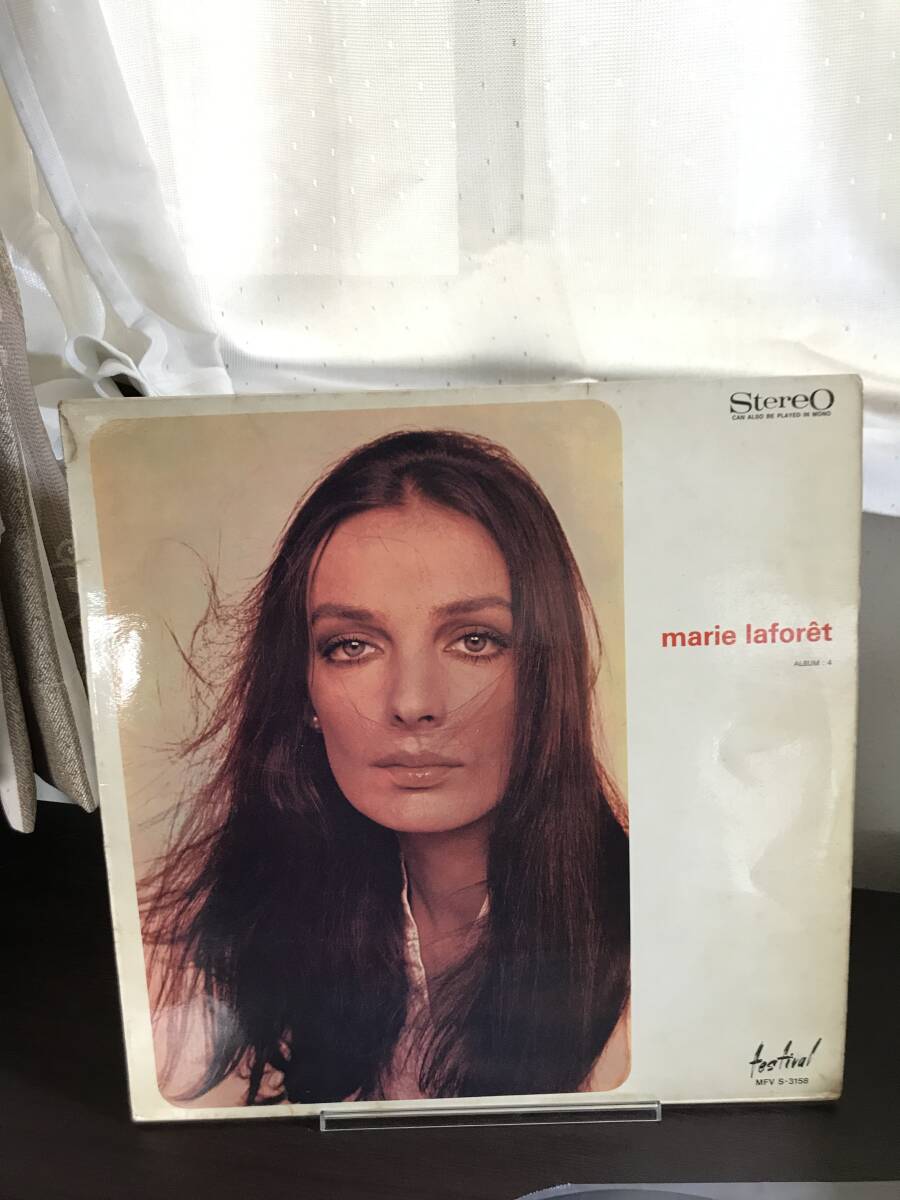 StereO
CAN ALSO BE PLAYED IN MONO
marie laforêt
ALBUM : 4
festival
MFV S-3158